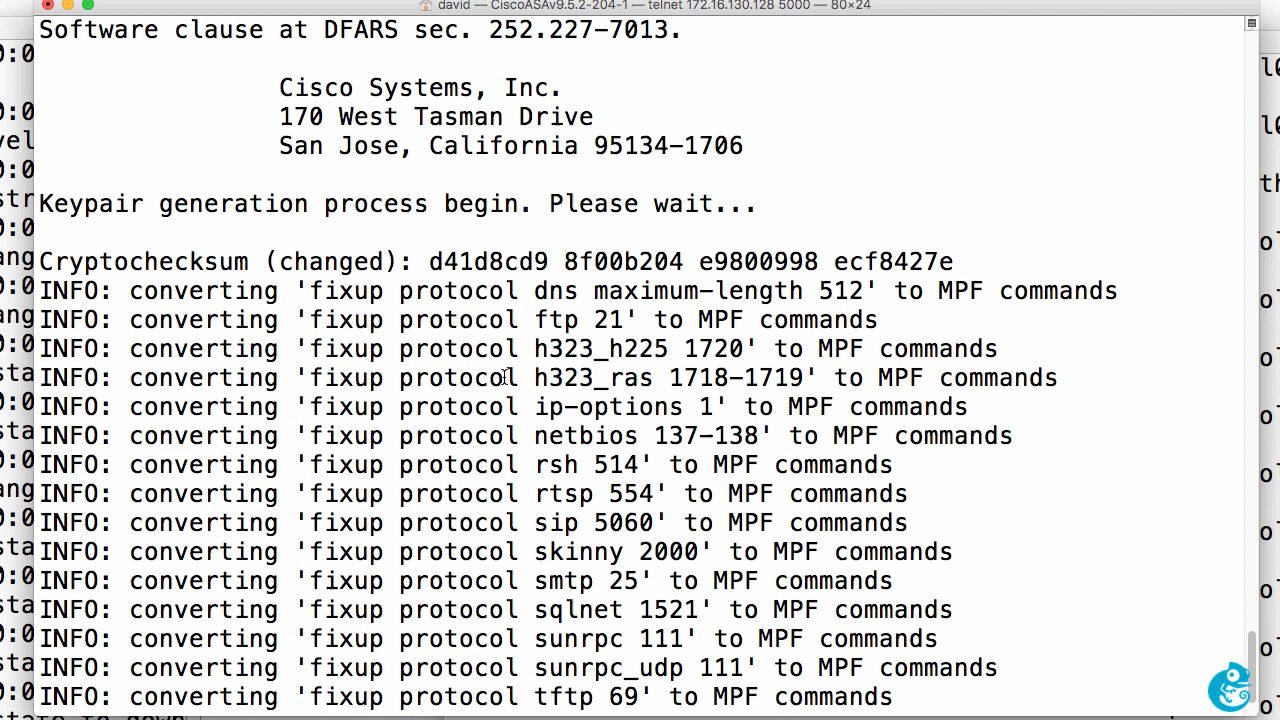 david — CiscoASAv9.5.2-204-1 — telnet 172.16.130.128 5000 — 80×24
Software clause at DFARS sec. 252.227-7013.
Cisco Systems, Inc.
170 West Tasman Drive
San Jose, California 95134-1706
Keypair generation process begin. Please wait...
Cryptochecksum (changed): d41d8cd9 8f00b204 e9800998 ecf8427e
INFO: converting 'fixup protocol dns maximum-length 512' to MPF commands
INFO: converting 'fixup protocol ftp 21' to MPF commands
INFO: converting 'fixup protocol h323_h225 1720' to MPF commands
INFO: converting 'fixup protocol h323_ras 1718-1719' to MPF commands
INFO: converting 'fixup protocol ip-options 1' to MPF commands
INFO: converting 'fixup protocol netbios 137-138' to MPF commands
INFO: converting 'fixup protocol rsh 514' to MPF commands
INFO: converting 'fixup protocol rtsp 554' to MPF commands
INFO: converting 'fixup protocol sip 5060' to MPF commands
INFO: converting 'fixup protocol skinny 2000' to MPF commands
INFO: converting 'fixup protocol smtp 25' to MPF commands
INFO: converting 'fixup protocol sqlnet 1521' to MPF commands
INFO: converting 'fixup protocol sunrpc 111' to MPF commands
INFO: converting 'fixup protocol sunrpc_udp 111' to MPF commands
INFO: converting 'fixup protocol tftp 69' to MPF commands